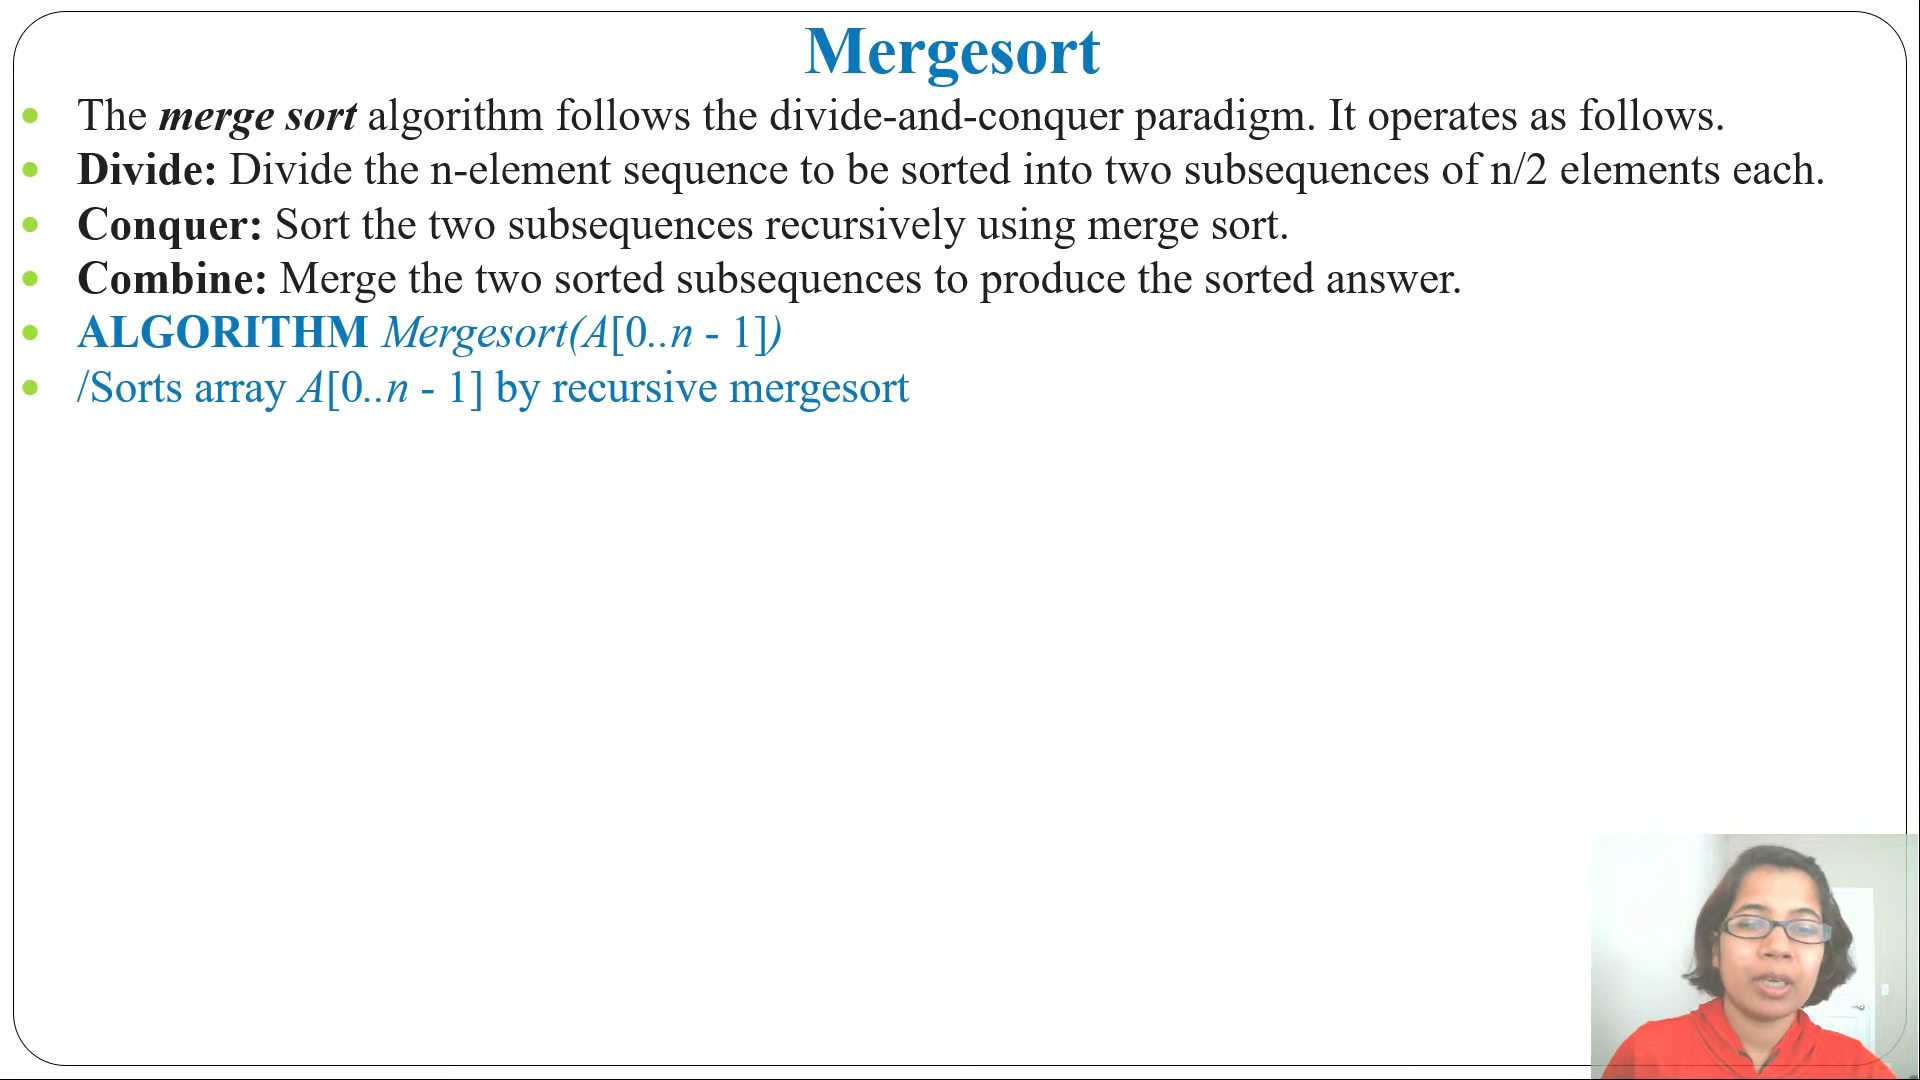 Mergesort
The merge sort algorithm follows the divide-and-conquer paradigm. It operates as follows.
Divide: Divide the n-element sequence to be sorted into two subsequences of n/2 elements each.
Conquer: Sort the two subsequences recursively using merge sort.
Combine: Merge the two sorted subsequences to produce the sorted answer.
ALGORITHM Mergesort(A[0..n - 1])
/Sorts array A[0..n - 1] by recursive mergesort